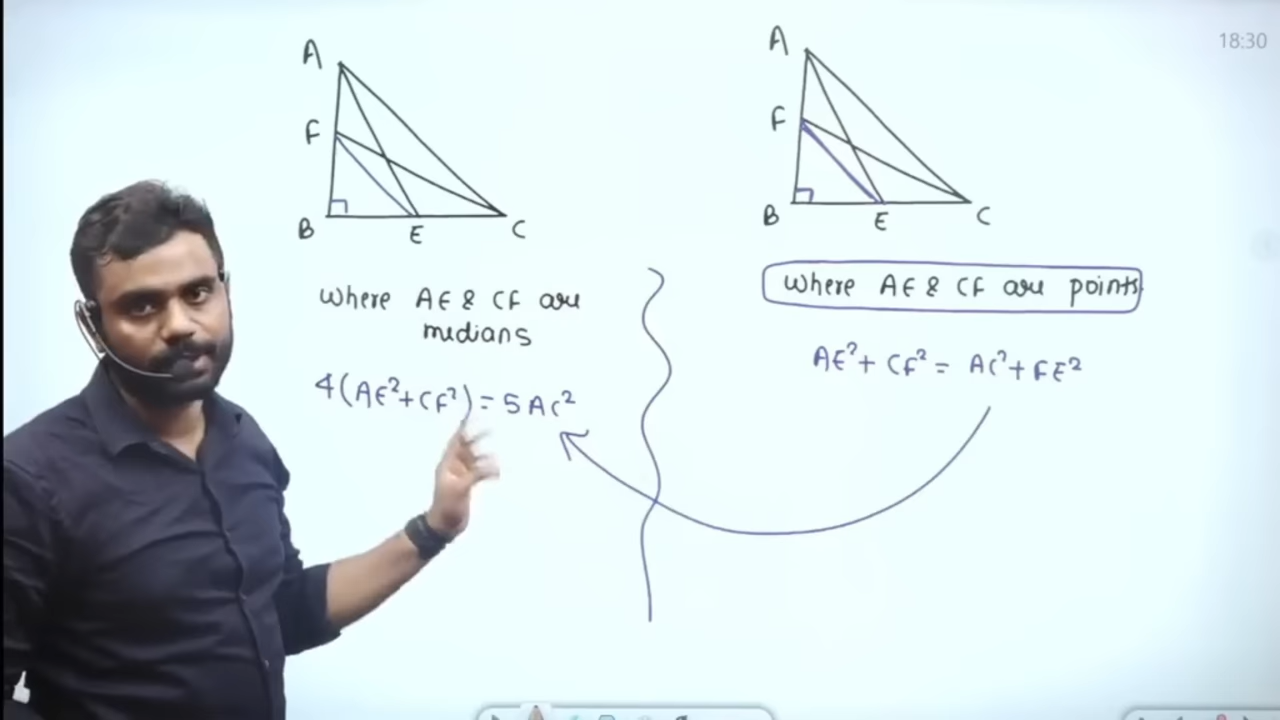 18:30
A
F
B
E
C
where AE & CF are
medians
4(AE²+CF²)=5AC²
A
F
B
E
C
where AE & CF are points
AE²+ CF² = AC²+FE²